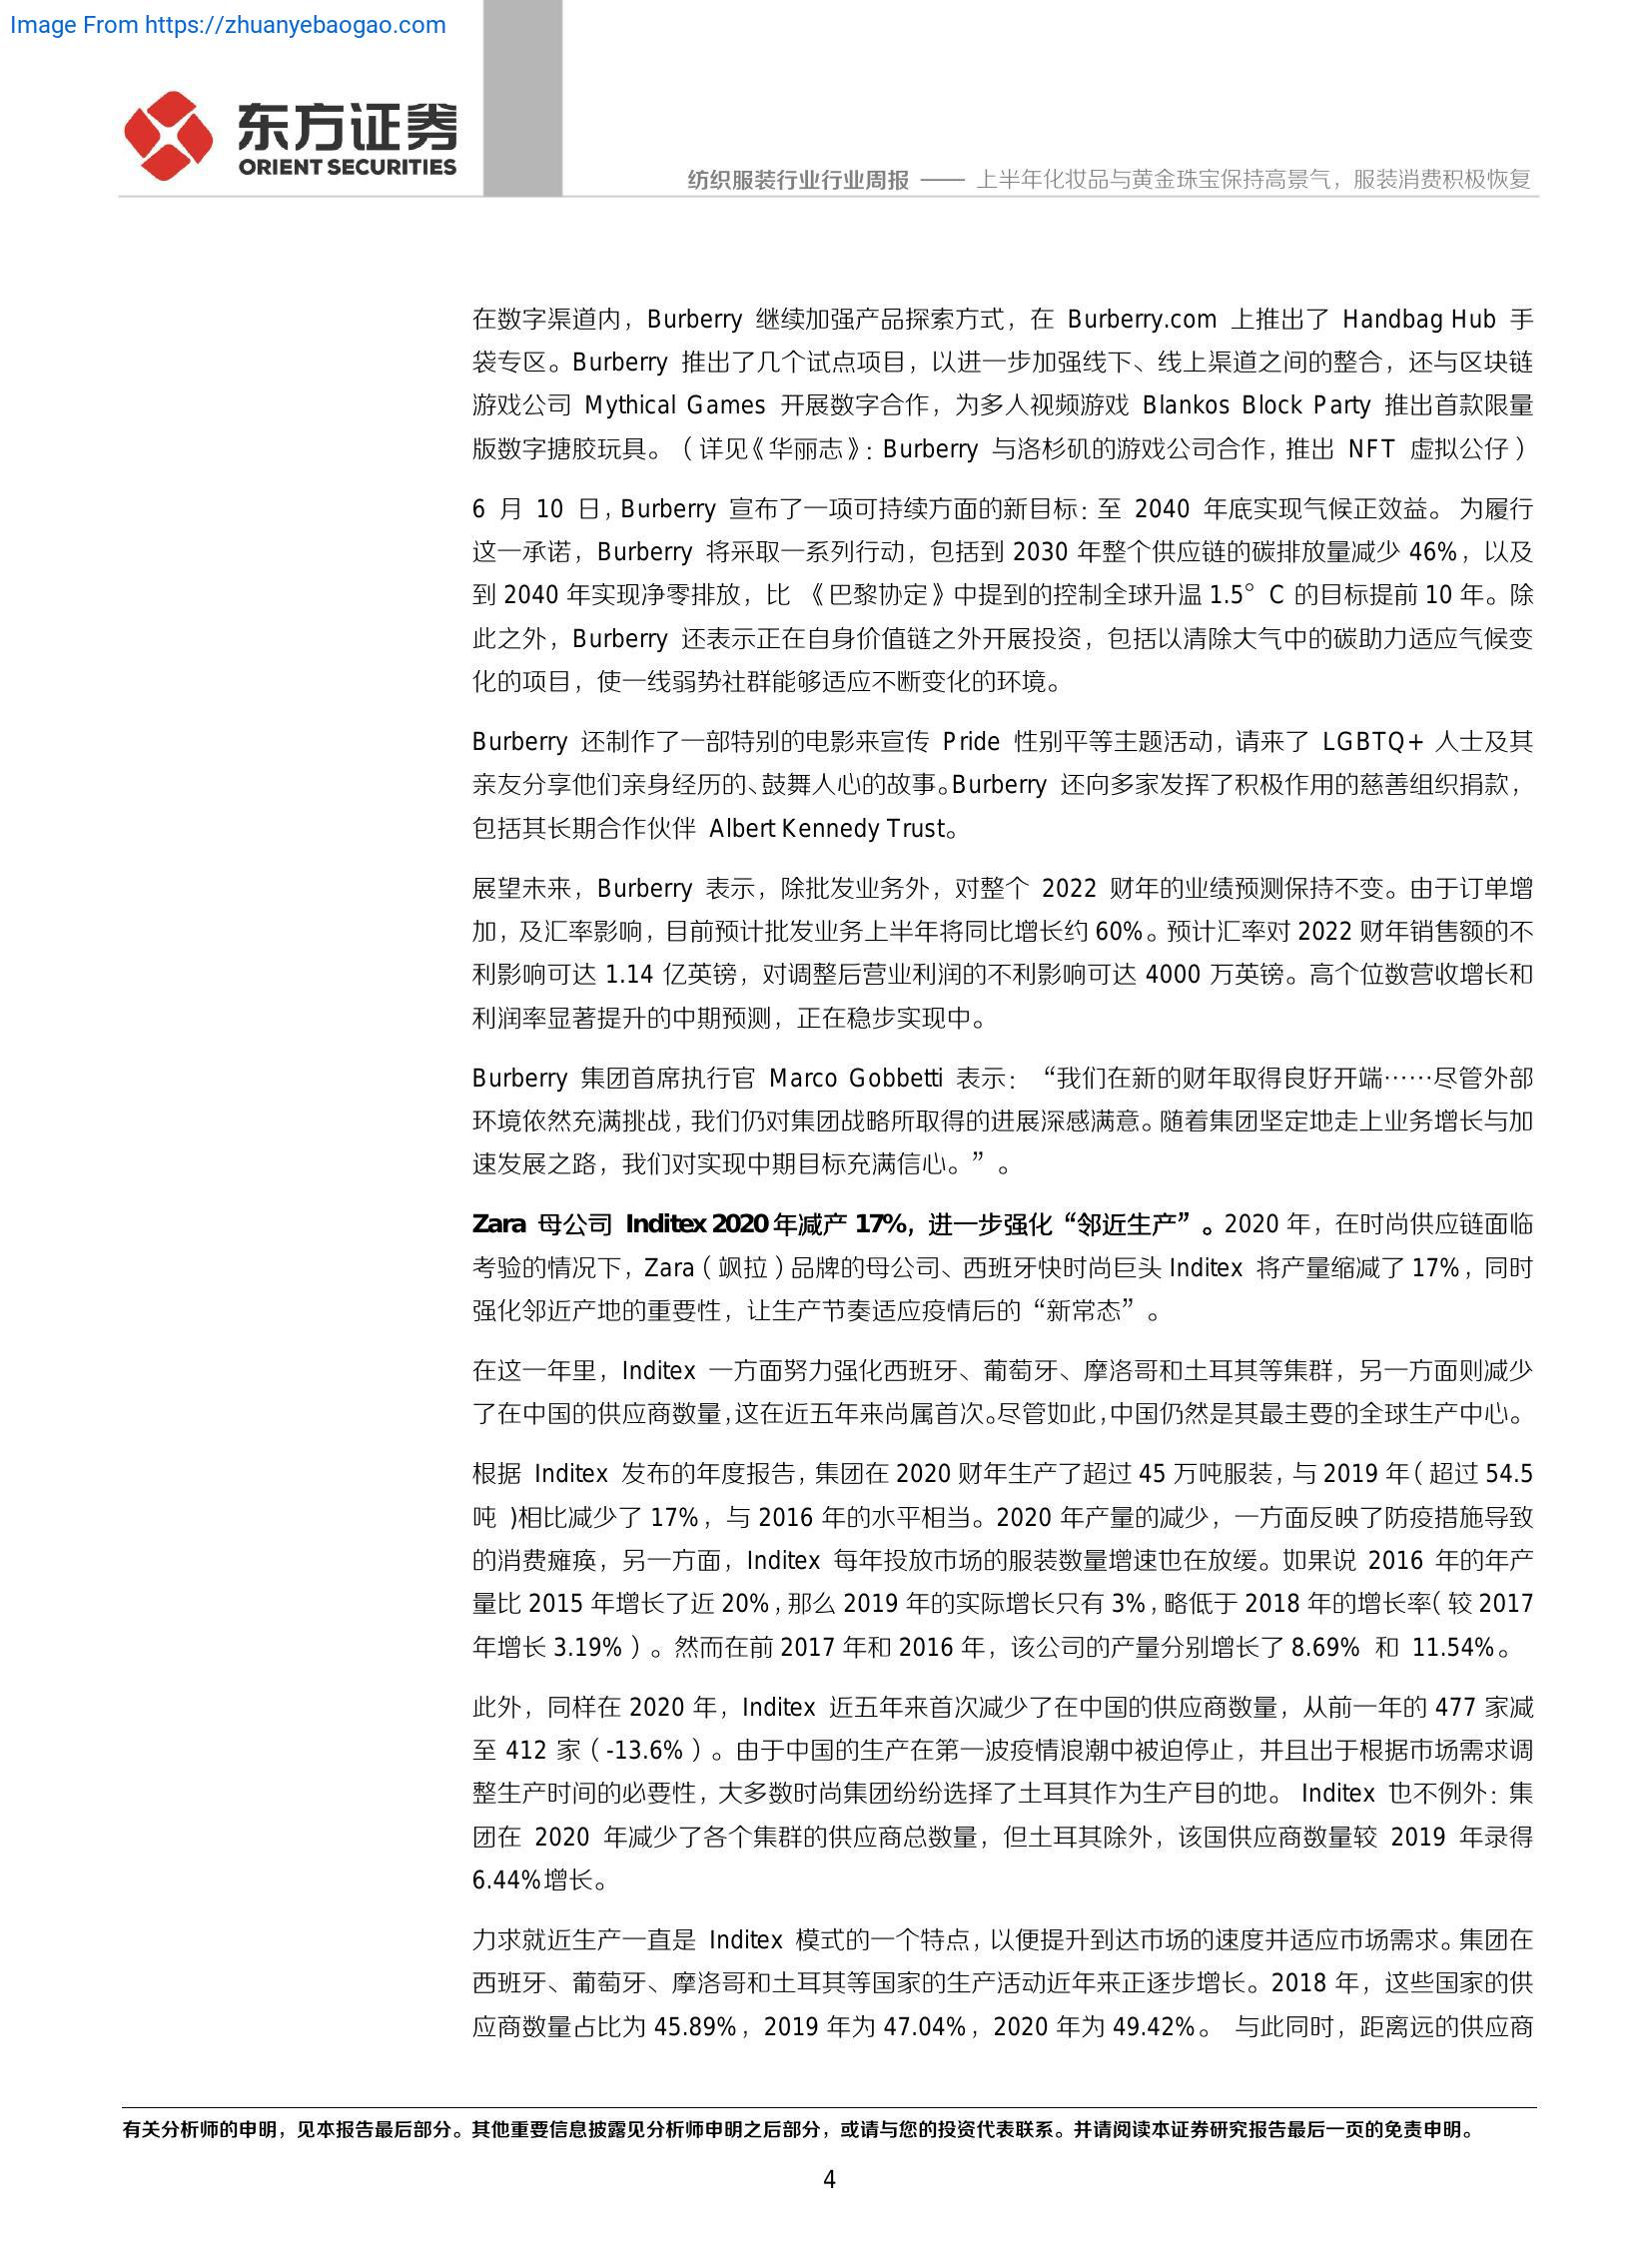 Image From https://zhuanyebaogao.com
东方证券
ORIENT SECURITIES
纺织服装行业行业周报 —— 上半年化妆品与黄金珠宝保持高景气，服装消费积极恢复
在数字渠道内，Burberry 继续加强产品探索方式，在 Burberry.com 上推出了 Handbag Hub 手
袋专区。Burberry 推出了几个试点项目，以进一步加强线下、线上渠道之间的整合，还与区块链
游戏公司 Mythical Games 开展数字合作，为多人视频游戏 Blankos Block Party 推出首款限量
版数字搪胶玩具。（详见《华丽志》：Burberry 与洛杉矶的游戏公司合作，推出 NFT 虚拟公仔）
6 月 10 日，Burberry 宣布了一项可持续方面的新目标：至 2040 年底实现气候正效益。 为履行
这一承诺，Burberry 将采取一系列行动，包括到 2030 年整个供应链的碳排放量减少 46%，以及
到 2040 年实现净零排放，比 《巴黎协定》中提到的控制全球升温 1.5°C 的目标提前 10 年。除
此之外，Burberry 还表示正在自身价值链之外开展投资，包括以清除大气中的碳助力适应气候变
化的项目，使一线弱势社群能够适应不断变化的环境。
Burberry 还制作了一部特别的电影来宣传 Pride 性别平等主题活动，请来了 LGBTQ+ 人士及其
亲友分享他们亲身经历的、鼓舞人心的故事。Burberry 还向多家发挥了积极作用的慈善组织捐款，
包括其长期合作伙伴 Albert Kennedy Trust。
展望未来，Burberry 表示，除批发业务外，对整个 2022 财年的业绩预测保持不变。由于订单增
加，及汇率影响，目前预计批发业务上半年将同比增长约 60%。预计汇率对 2022 财年销售额的不
利影响可达 1.14 亿英镑，对调整后营业利润的不利影响可达 4000 万英镑。高个位数营收增长和
利润率显著提升的中期预测，正在稳步实现中。
Burberry 集团首席执行官 Marco Gobbetti 表示：“我们在新的财年取得良好开端……尽管外部
环境依然充满挑战，我们仍对集团战略所取得的进展深感满意。随着集团坚定地走上业务增长与加
速发展之路，我们对实现中期目标充满信心。”。
Zara 母公司 Inditex 2020 年减产 17%，进一步强化“邻近生产”。2020 年，在时尚供应链面临
考验的情况下，Zara（飒拉）品牌的母公司、西班牙快时尚巨头 Inditex 将产量缩减了 17%，同时
强化邻近产地的重要性，让生产节奏适应疫情后的“新常态”。
在这一年里，Inditex 一方面努力强化西班牙、葡萄牙、摩洛哥和土耳其等集群，另一方面则减少
了在中国的供应商数量，这在近五年来尚属首次。尽管如此，中国仍然是其最主要的全球生产中心。
根据 Inditex 发布的年度报告，集团在 2020 财年生产了超过 45 万吨服装，与 2019 年（超过 54.5
吨 )相比减少了 17%，与 2016 年的水平相当。2020 年产量的减少，一方面反映了防疫措施导致
的消费瘫痪，另一方面，Inditex 每年投放市场的服装数量增速也在放缓。如果说 2016 年的年产
量比 2015 年增长了近 20%，那么 2019 年的实际增长只有 3%，略低于 2018 年的增长率（较 2017
年增长 3.19%）。然而在前 2017 年和 2016 年，该公司的产量分别增长了 8.69% 和 11.54%。
此外，同样在 2020 年，Inditex 近五年来首次减少了在中国的供应商数量，从前一年的 477 家减
至 412 家（-13.6%）。由于中国的生产在第一波疫情浪潮中被迫停止，并且出于根据市场需求调
整生产时间的必要性，大多数时尚集团纷纷选择了土耳其作为生产目的地。 Inditex 也不例外：集
团在 2020 年减少了各个集群的供应商总数量，但土耳其除外，该国供应商数量较 2019 年录得
6.44%增长。
力求就近生产一直是 Inditex 模式的一个特点，以便提升到达市场的速度并适应市场需求。集团在
西班牙、葡萄牙、摩洛哥和土耳其等国家的生产活动近年来正逐步增长。2018 年，这些国家的供
应商数量占比为 45.89%，2019 年为 47.04%，2020 年为 49.42%。 与此同时，距离远的供应商
有关分析师的申明，见本报告最后部分。其他重要信息披露见分析师申明之后部分，或请与您的投资代表联系。并请阅读本证券研究报告最后一页的免责申明。
4